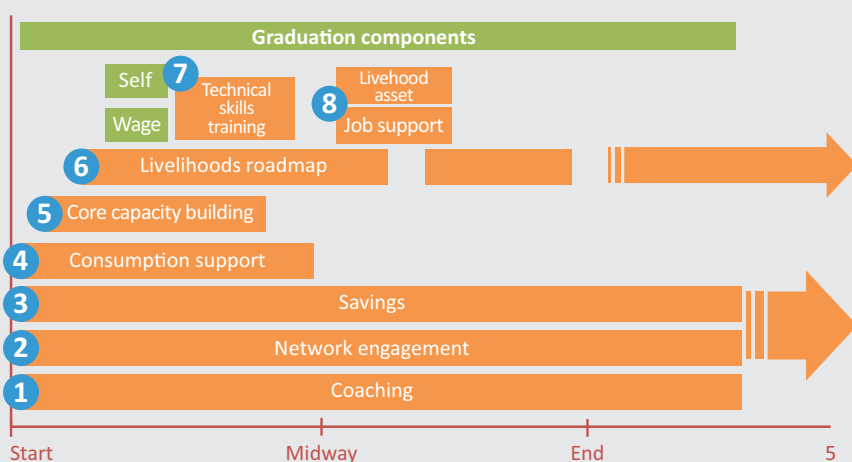 Graduation components
Self
7
Technical
skills
training
Wage
8
Livehood
asset
Job support
6
Livelihoods roadmap
5
Core capacity building
4
Consumption support
3
Savings
2
Network engagement
1
Coaching
Start
Midway
End
5